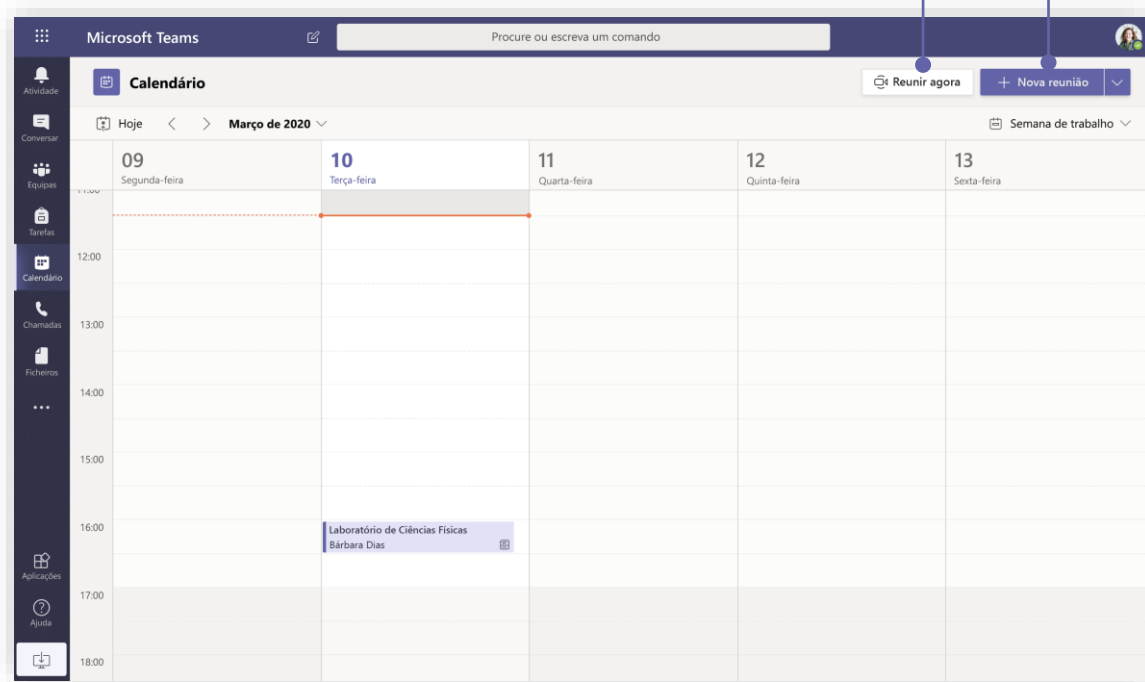 Microsoft Teams
Procure ou escreva um comando
Atividade
Conversar
Equipas
Tarefas
Calendário
Chamadas
Ficheiros
Aplicações
Ajuda
Calendário
Reunir agora
+ Nova reunião
Hoje
Março de 2020
Semana de trabalho
09
Segunda-feira
10
Terça-feira
11
Quarta-feira
12
Quinta-feira
13
Sexta-feira
12:00
13:00
14:00
15:00
16:00
Laboratório de Ciências Físicas
Bárbara Dias
17:00
18:00